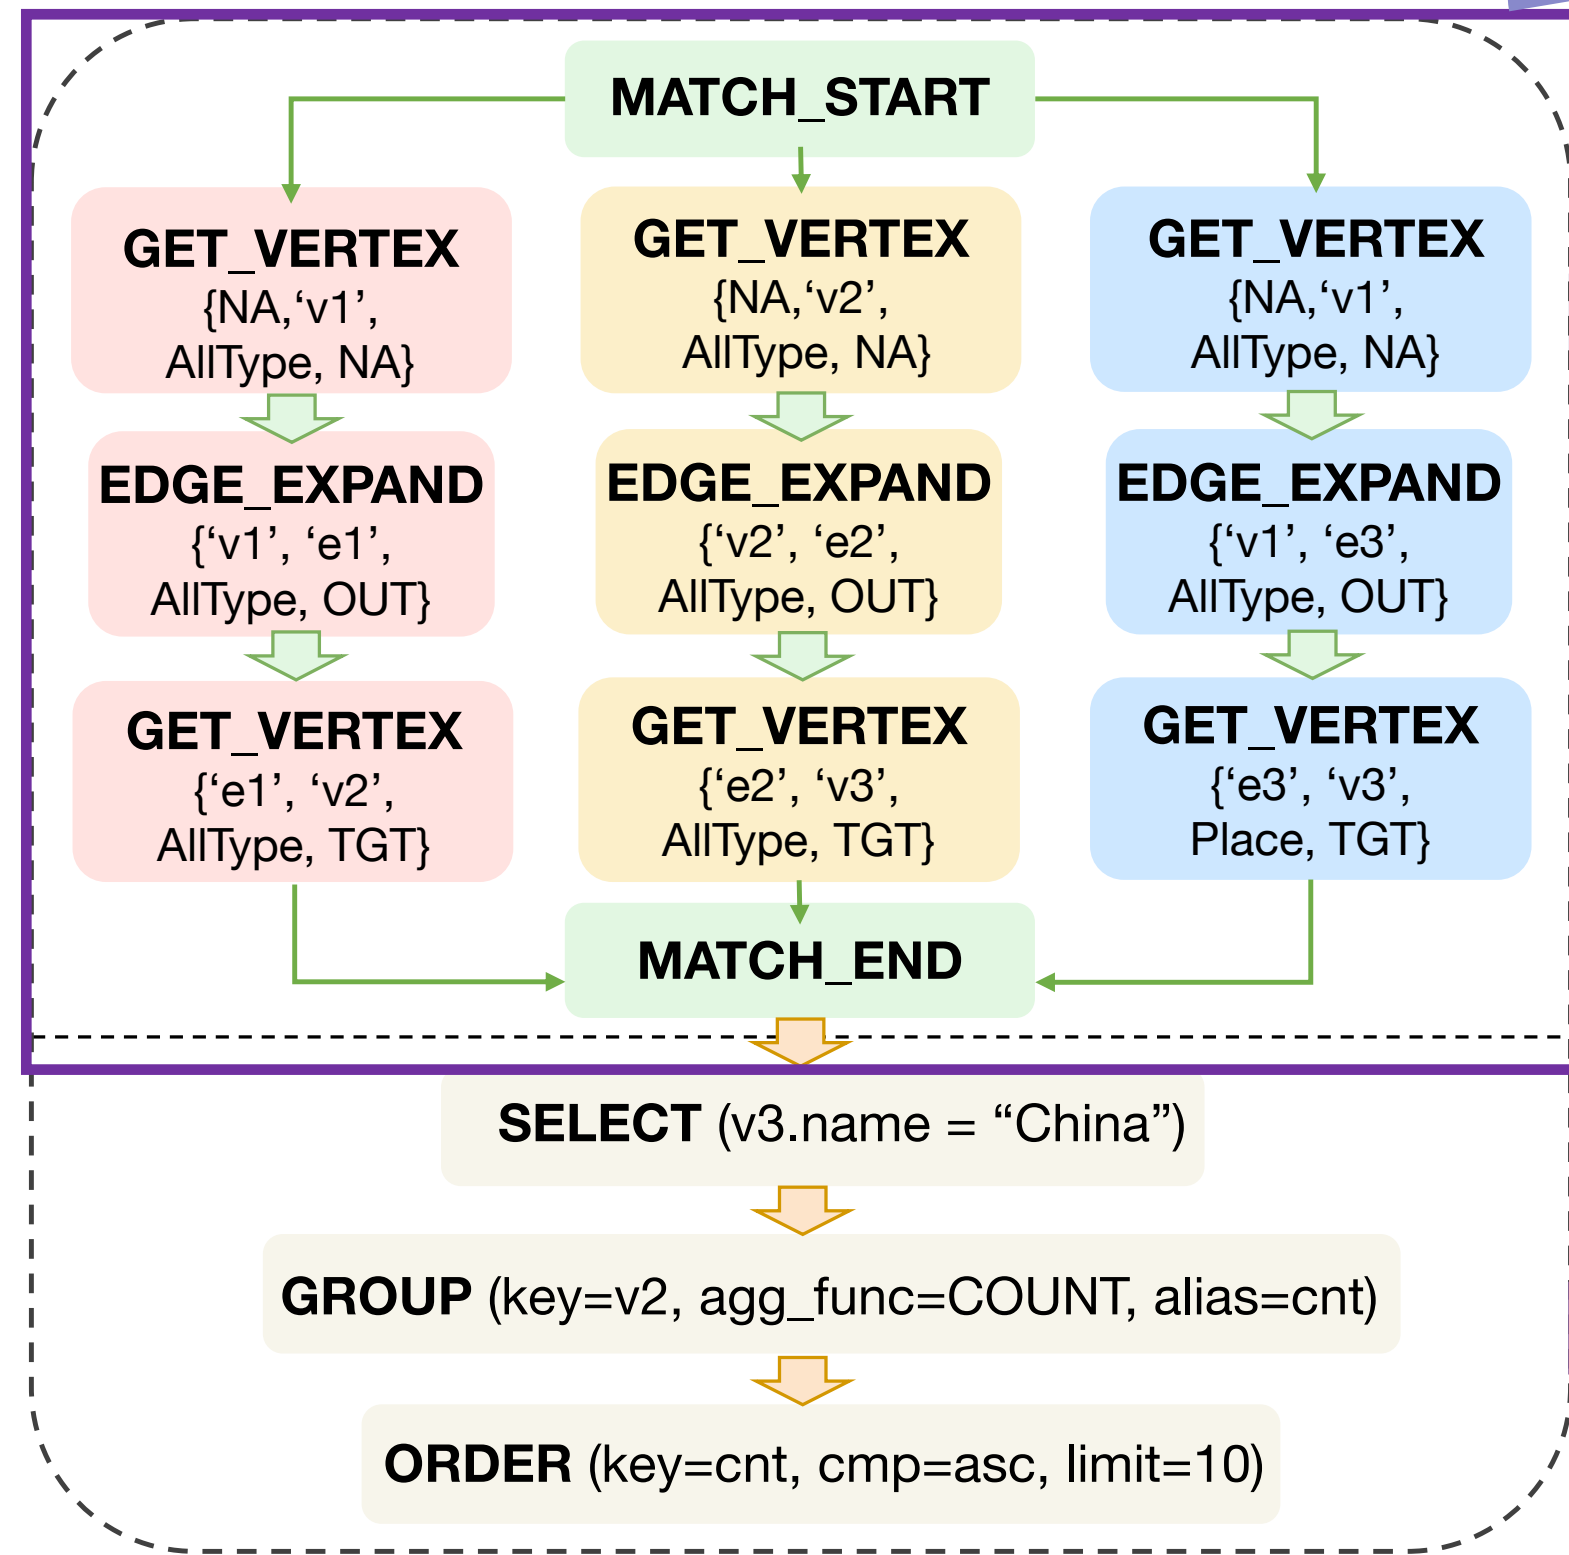 MATCH_START
GET_VERTEX
{NA,‘v1’,
AllType, NA}
GET_VERTEX
{NA,‘v2’,
AllType, NA}
GET_VERTEX
{NA,‘v1’,
AllType, NA}
EDGE_EXPAND
{‘v1’, ‘e1’,
AllType, OUT}
EDGE_EXPAND
{‘v2’, ‘e2’,
AllType, OUT}
EDGE_EXPAND
{‘v1’, ‘e3’,
AllType, OUT}
GET_VERTEX
{‘e1’, ‘v2’,
AllType, TGT}
GET_VERTEX
{‘e2’, ‘v3’,
AllType, TGT}
GET_VERTEX
{‘e3’, ‘v3’,
Place, TGT}
MATCH_END
SELECT (v3.name = “China”)
GROUP (key=v2, agg_func=COUNT, alias=cnt)
ORDER (key=cnt, cmp=asc, limit=10)